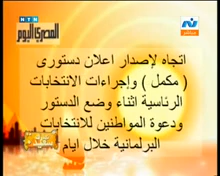 NTN
المصري اليوم
اتجاه لإصدار اعلان دستورى
( مكمل ) وإجراءات الانتخابات
الرئاسية اثناء وضع الدستور
ودعوة المواطنين للانتخابات
البرلمانية خلال ايام